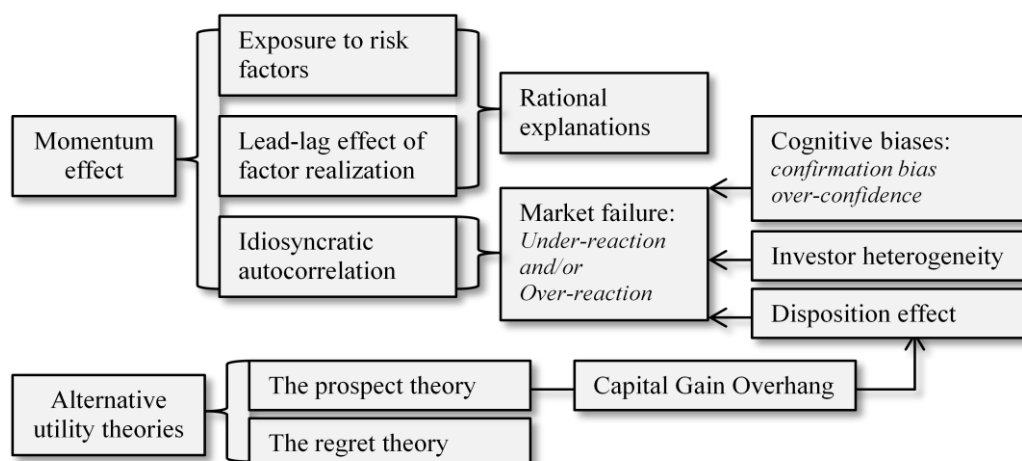 Momentum
effect
Exposure to risk
factors
Lead-lag effect of
factor realization
Idiosyncratic
autocorrelation
Rational
explanations
Market failure:
Under-reaction
and/or
Over-reaction
Cognitive biases:
confirmation bias
over-confidence
Investor heterogeneity
Disposition effect
Alternative
utility theories
The prospect theory
The regret theory
Capital Gain Overhang